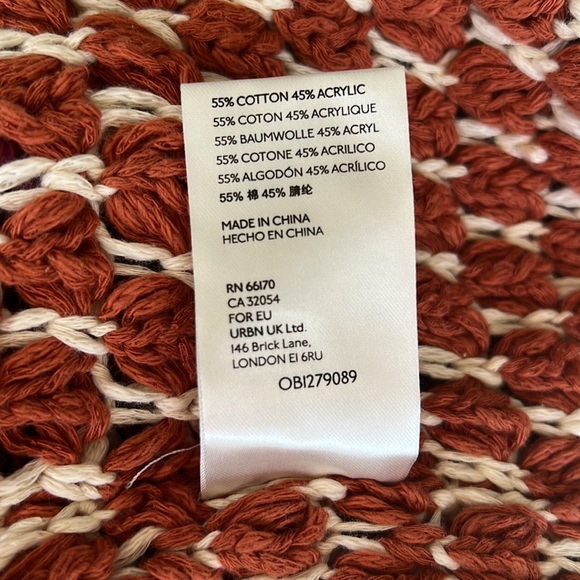 55% COTTON 45% ACRYLIC
55% COTON 45% ACRYLIQUE
55% BAUMWOLLE 45% ACRYL
55% COTONE 45% ACRILICO
55% ALGODÓN 45% ACRÍLICO
55% 棉 45% 腈纶
MADE IN CHINA
HECHO EN CHINA
RN 66170
CA 32054
FOR EU
URBN UK Ltd.
146 Brick Lane,
LONDON E1 6RU
OB1279089